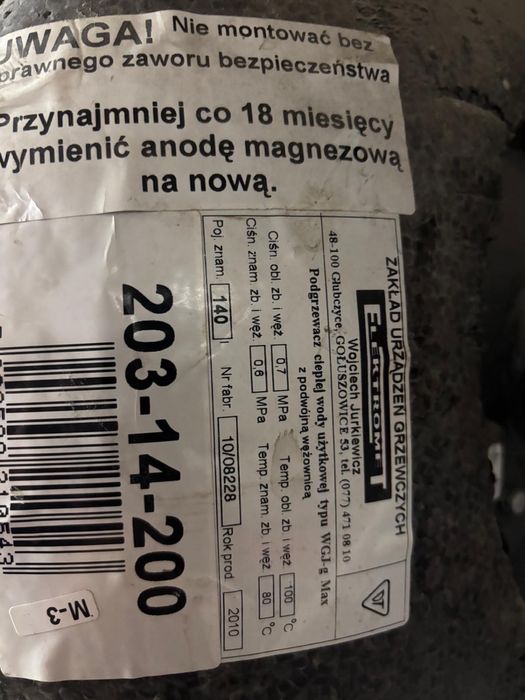 UWAGA! Nie montować bez
prawnego zaworu bezpieczeństwa
Przynajmniej co 18 miesięcy
wymienić anodę magnezową
na nową.
ZAKŁAD URZĄDZEŃ GRZEWCZYCH
ELEKTROMET
Wojciech Jurkiewicz
48-100 Głubczyce, GOŁUSZOWICE 53, tel. (077) 471 08 10
DT
Podgrzewacz ciepłej wody użytkowej typu WGJ-g Max
z podwójną wężownicą
Ciśn. obl. zb. i węż. 0,7 MPa Temp. obl. zb. i węż. 100 °C
Ciśn. znam. zb. i węż. 0,6 MPa Temp. znam. zb. i węż. 80 °C
Poj. znam. 140 l Nr fabr. 10/08228 Rok prod. 2010
203-14-200
M-3